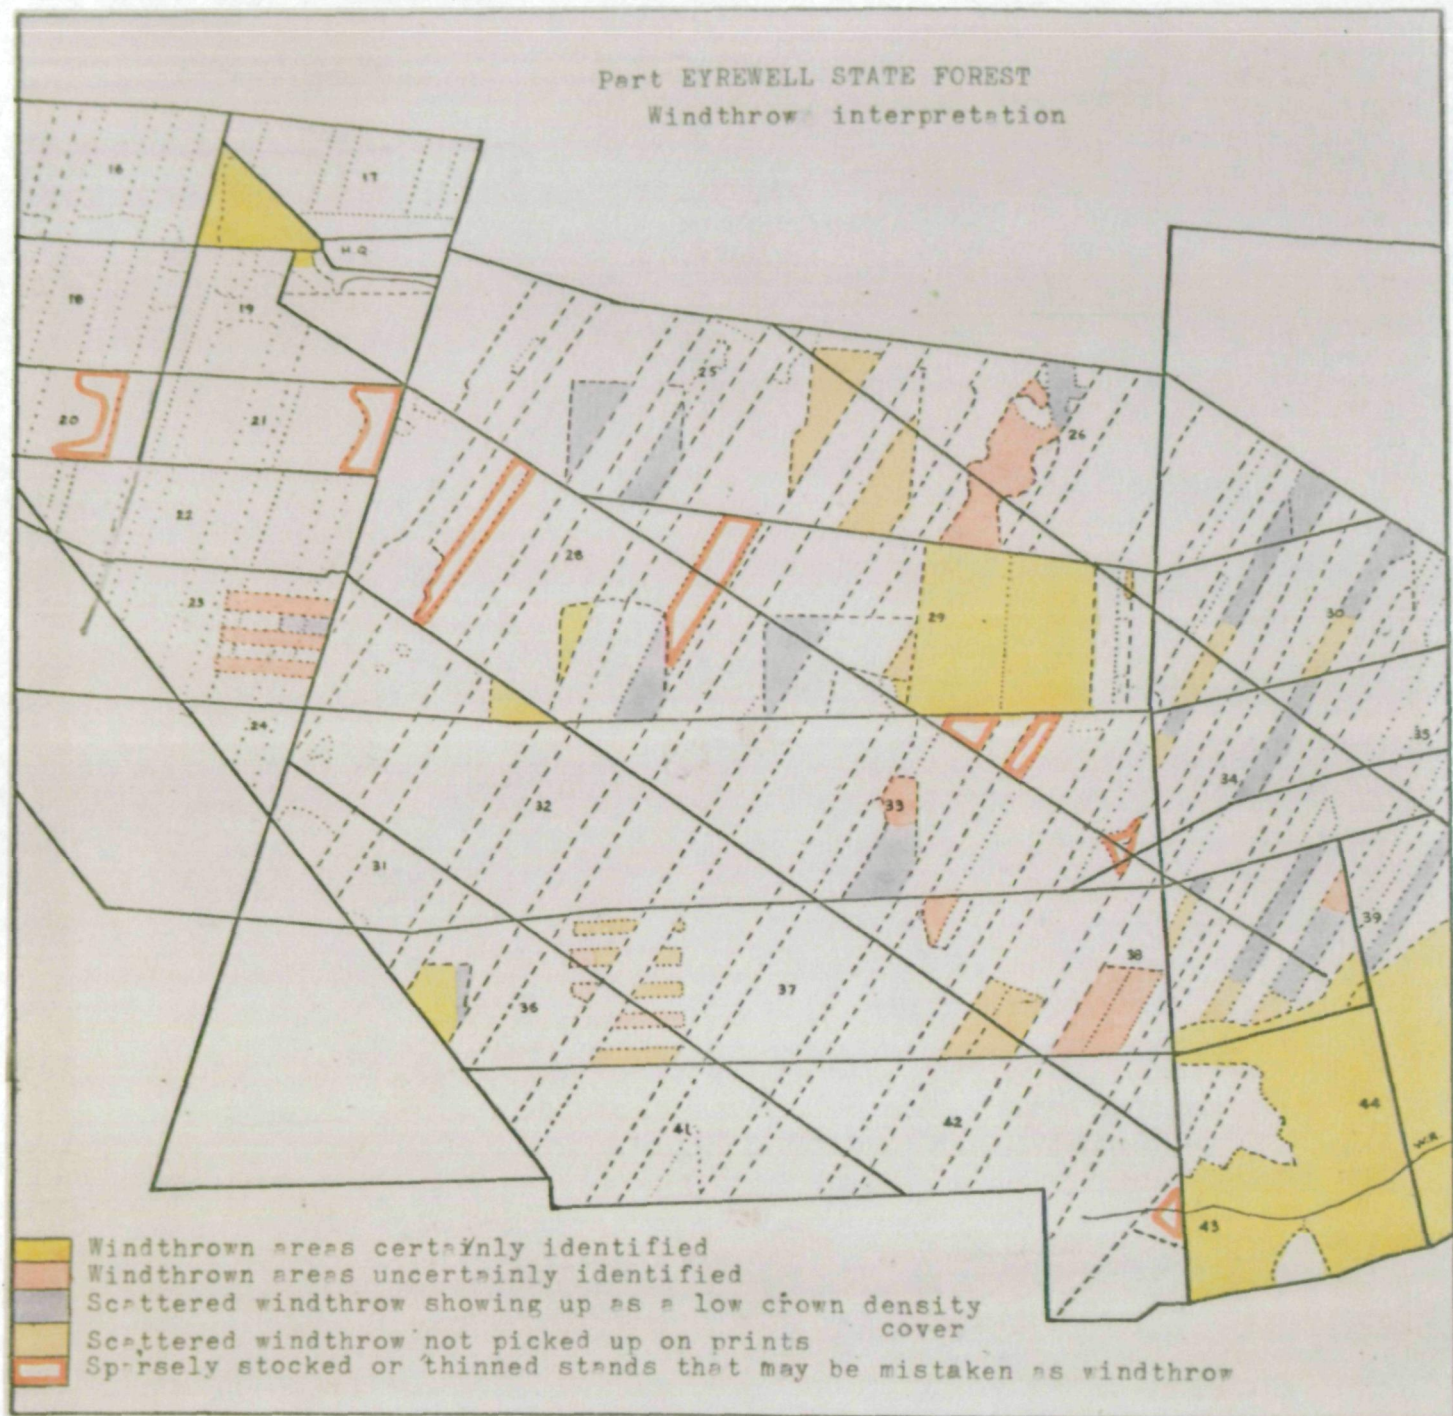 Part EYREWELL STATE FOREST
Windthrow interpretation
16
17
H.Q
18
19
25
20
21
26
22
28
23
29
30
24
35
34
32
33
31
39
38
36
37
44
41
42
W.R
43
Windthrown areas certainly identified
Windthrown areas uncertainly identified
Scattered windthrow showing up as a low crown density
cover
Scattered windthrow not picked up on prints
Sparsely stocked or thinned stands that may be mistaken as windthrow